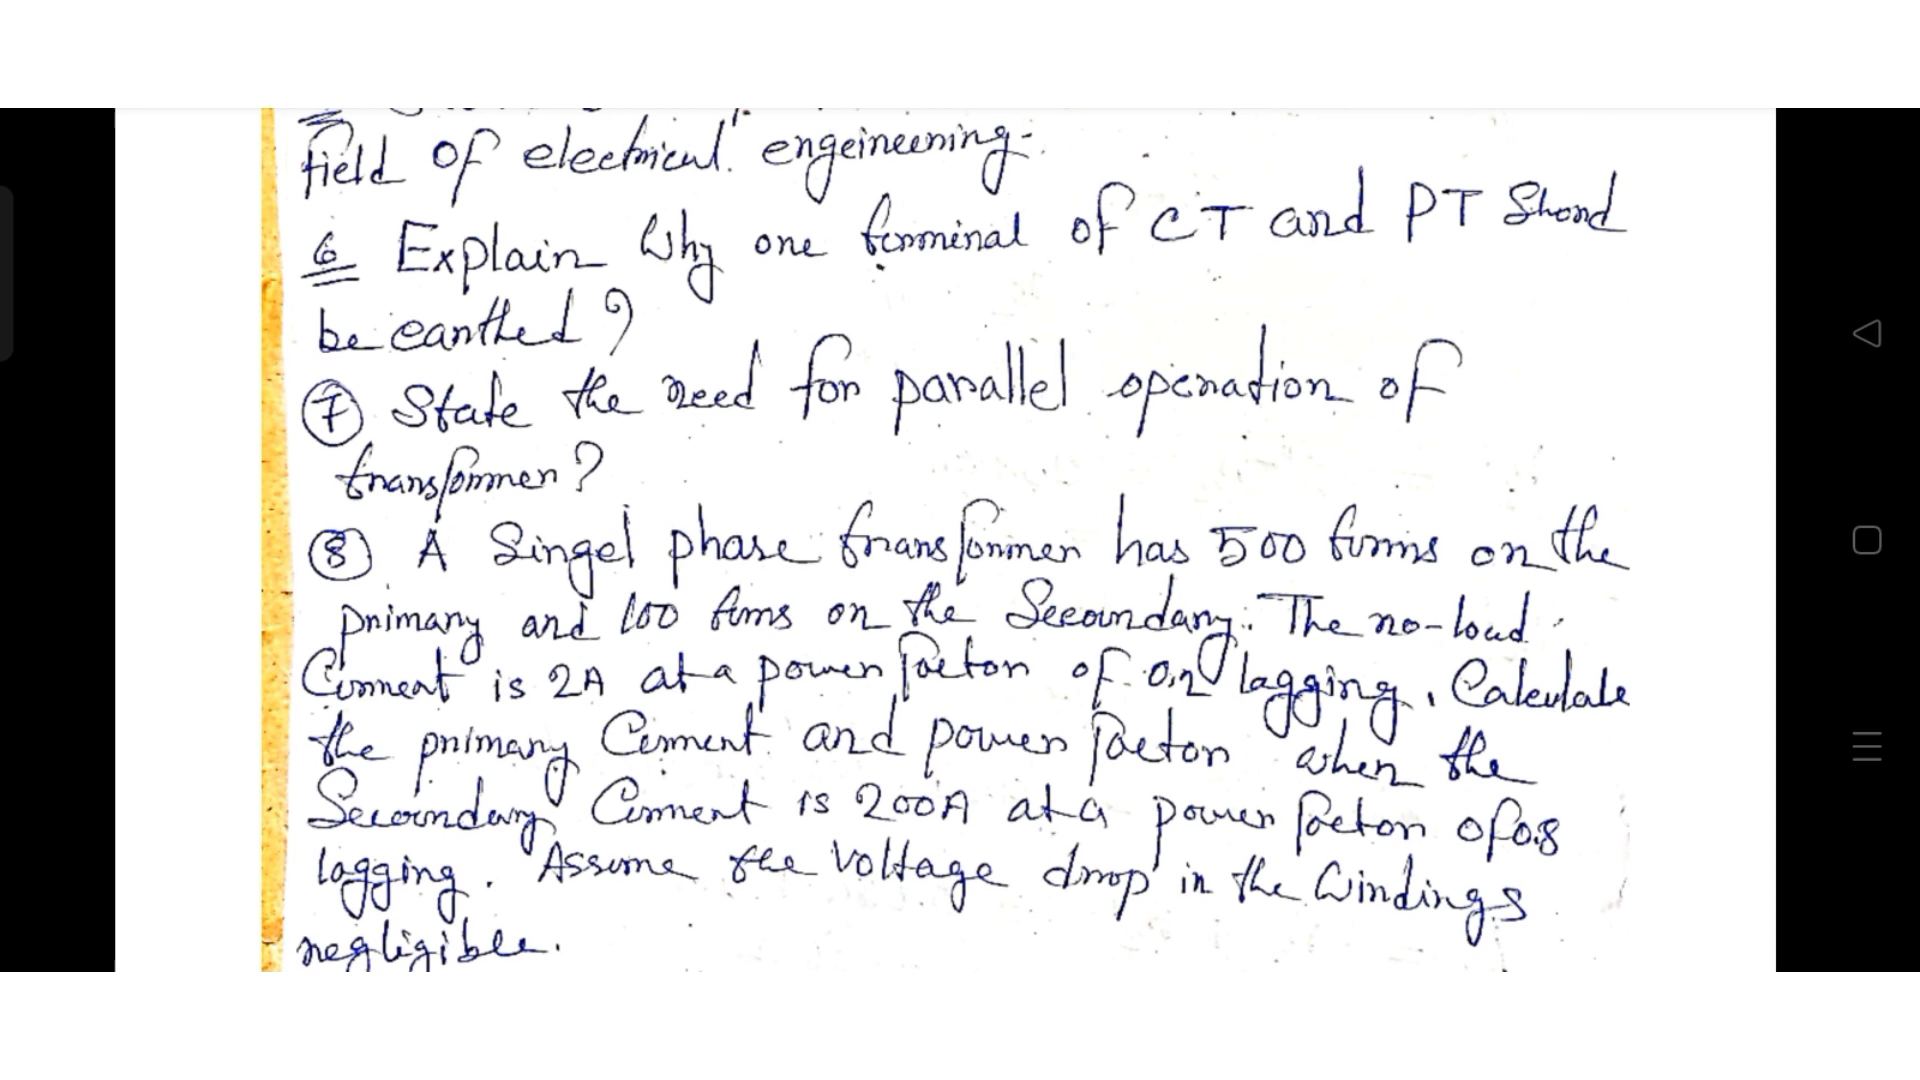 field of electrical engeineering.
6 Explain why one terminal of CT and PT Shoud
be earthed?
7 State the need for parallel operation of
transformer?
8 A Singel phase transformer has 500 turns on the
primary and 100 turns on the Secoundary. The no-load
Current is 2A at a power factor of 0.2 lagging. Calculate
the primary Current and power factor when the
Secoundary Current is 200A at a power factor of 0.8
lagging. Assume the voltage drop in the windings
negligible.